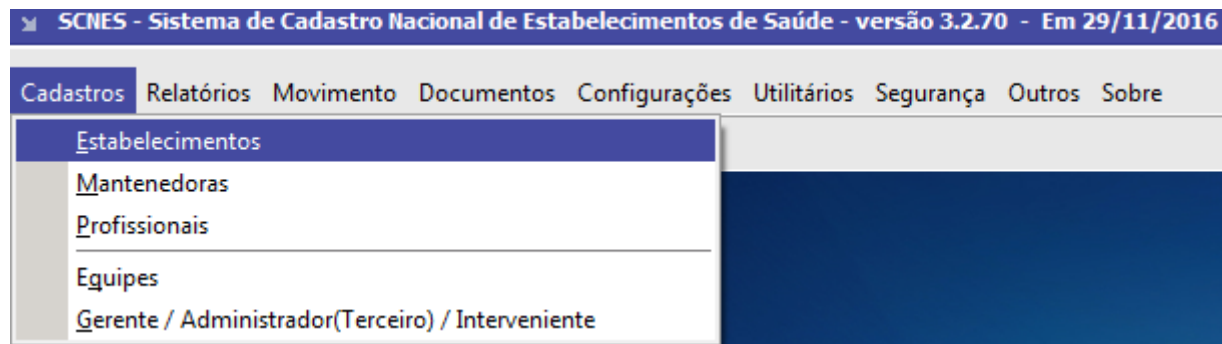 SCNES - Sistema de Cadastro Nacional de Estabelecimentos de Saúde - versão 3.2.70 - Em 29/11/2016
Cadastros Relatórios Movimento Documentos Configurações Utilitários Segurança Outros Sobre
Estabelecimentos
Mantenedoras
Profissionais
Equipes
Gerente / Administrador(Terceiro) / Interveniente